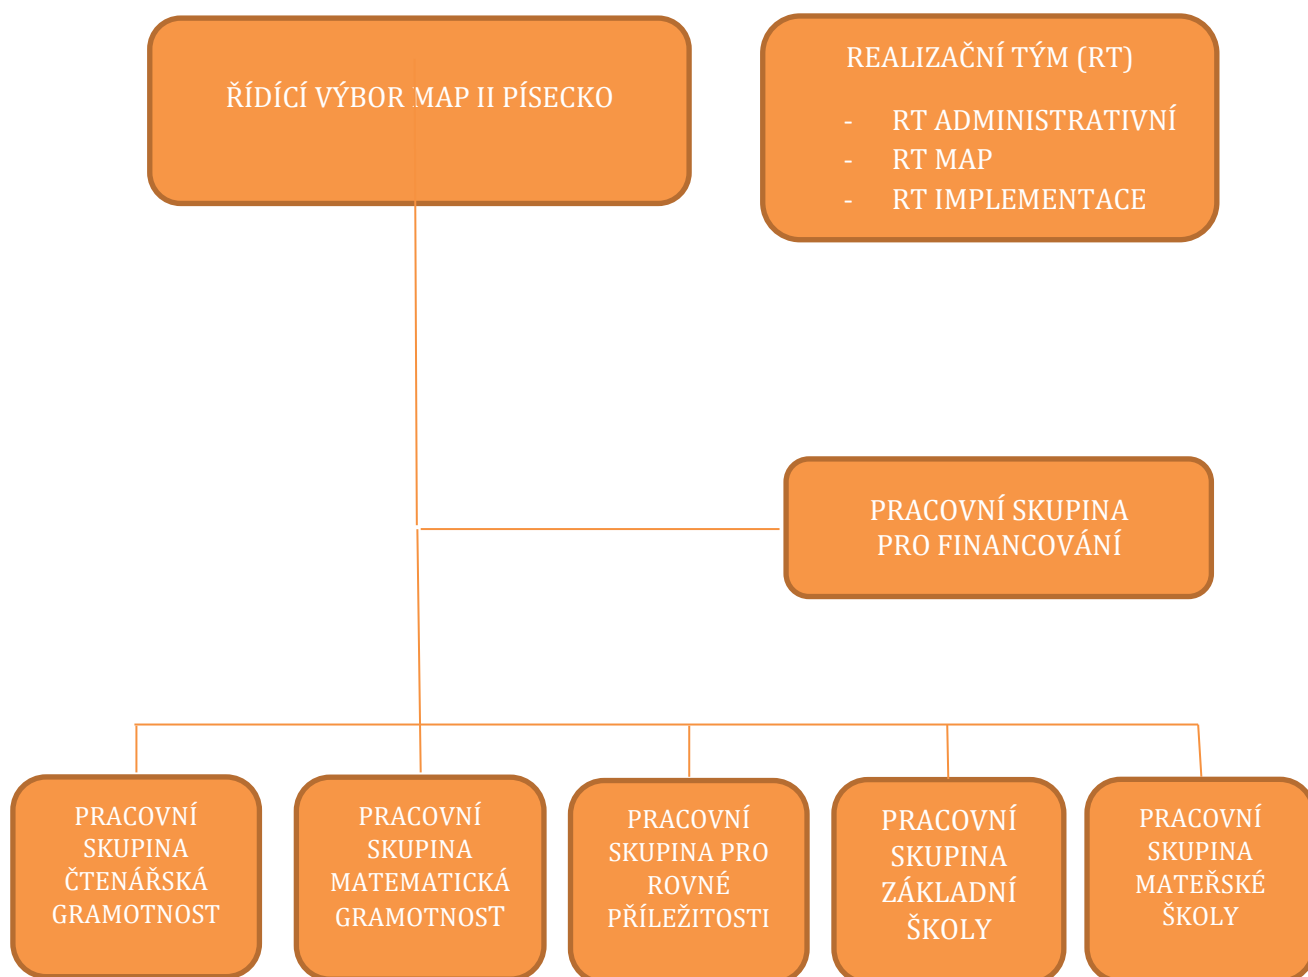 ŘÍDÍCÍ VÝBOR MAP II PÍSECKO
REALIZAČNÍ TÝM (RT)
- RT ADMINISTRATIVNÍ
- RT MAP
- RT IMPLEMENTACE
PRACOVNÍ SKUPINA
PRO FINANCOVÁNÍ
PRACOVNÍ
SKUPINA
ČTENÁŘSKÁ
GRAMOTNOST
PRACOVNÍ
SKUPINA
MATEMATICKÁ
GRAMOTNOST
PRACOVNÍ
SKUPINA PRO
ROVNÉ
PŘÍLEŽITOSTI
PRACOVNÍ
SKUPINA
ZÁKLADNÍ
ŠKOLY
PRACOVNÍ
SKUPINA
MATEŘSKÉ
ŠKOLY